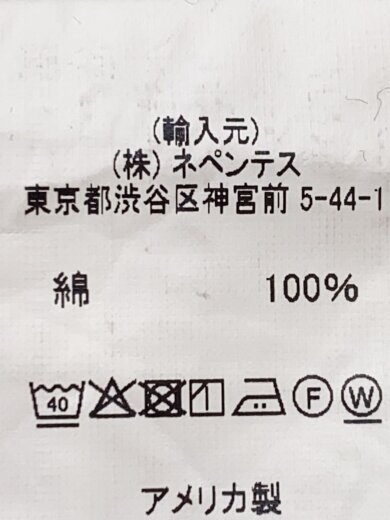 (輸入元)
(株) ネペンテス
東京都渋谷区神宮前 5-44-1
綿 100%
40 F W
アメリカ製